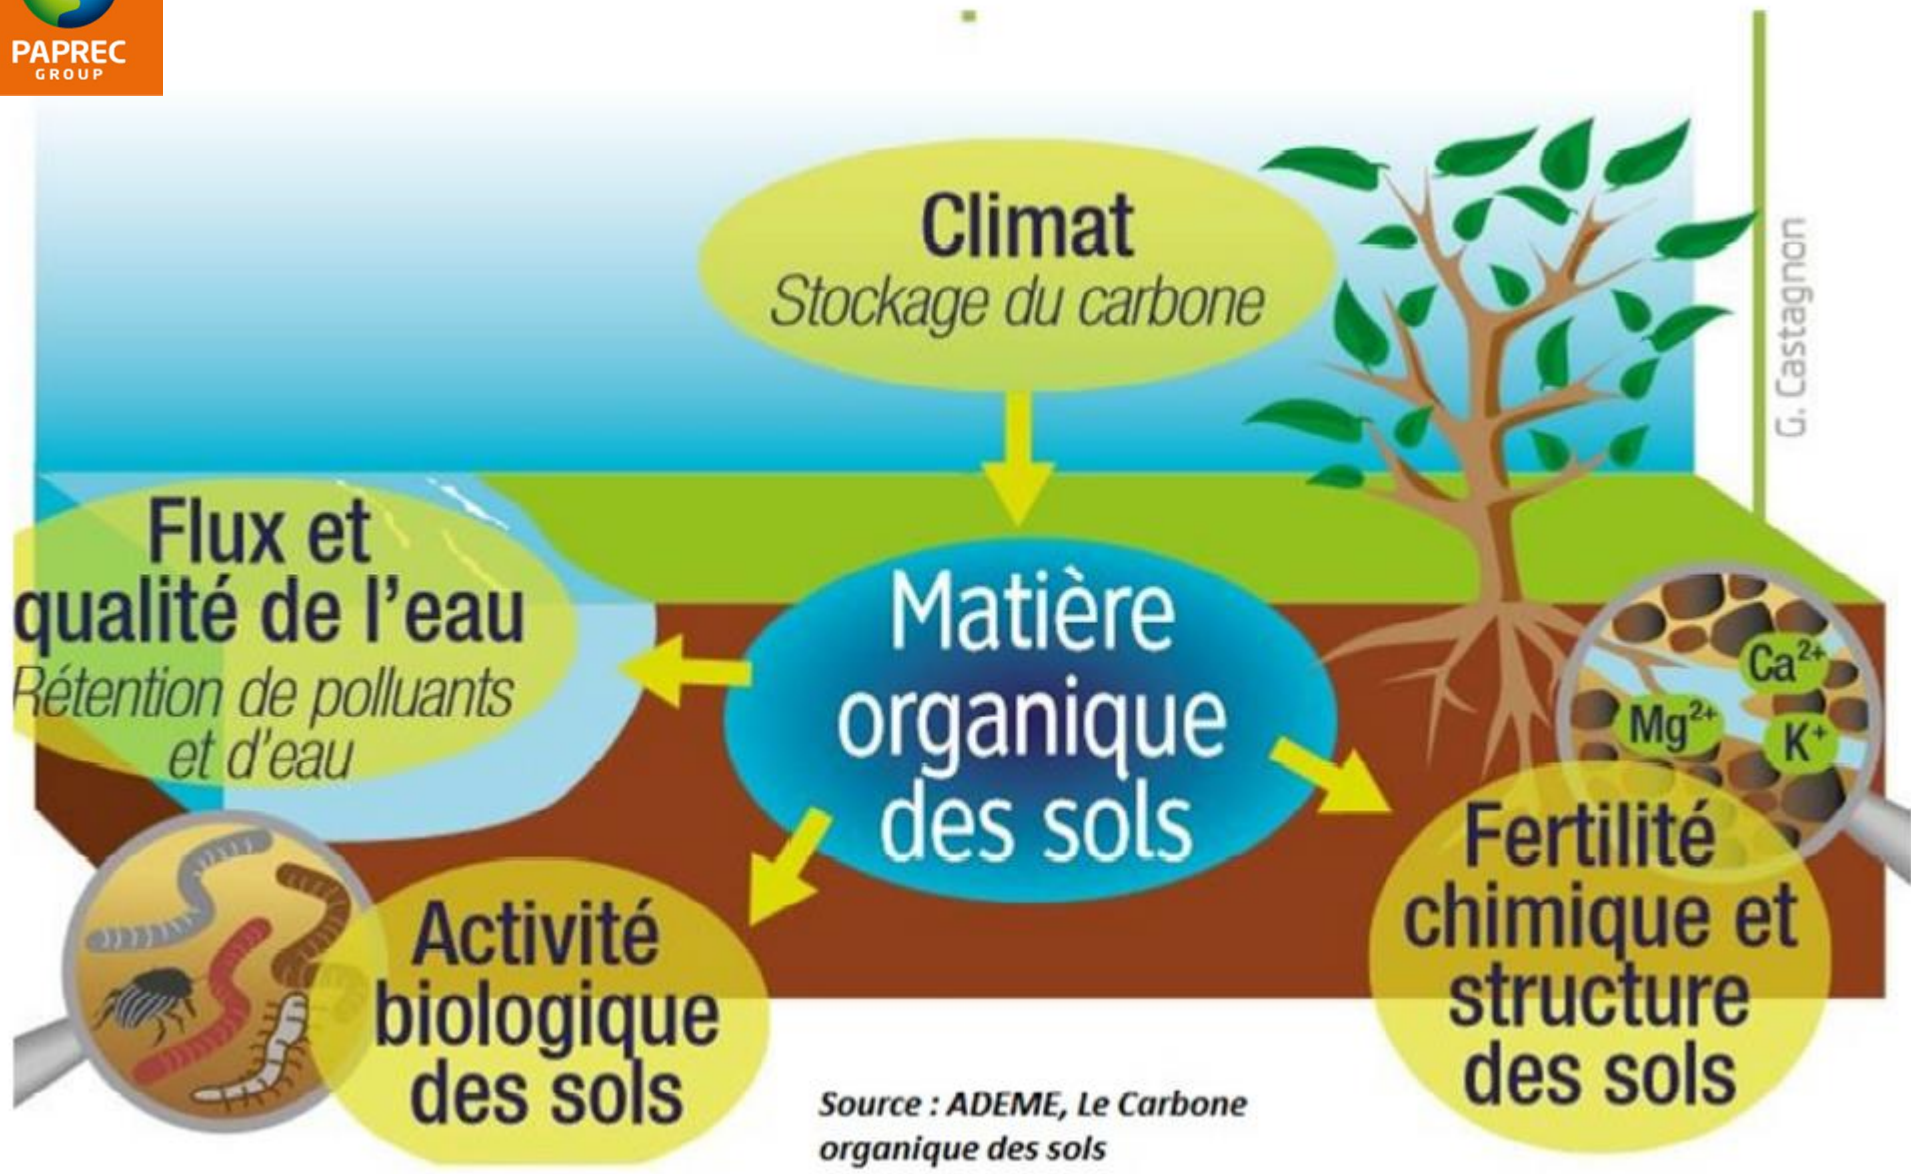 PAPREC
GROUP
Climat
Stockage du carbone
G. Castagnon
Flux et
qualité de l'eau
Rétention de polluants
et d'eau
Matière
organique
des sols
Ca²⁺
Mg²⁺
K⁺
Fertilité
chimique et
structure
des sols
Activité
biologique
des sols
Source : ADEME, Le Carbone
organique des sols